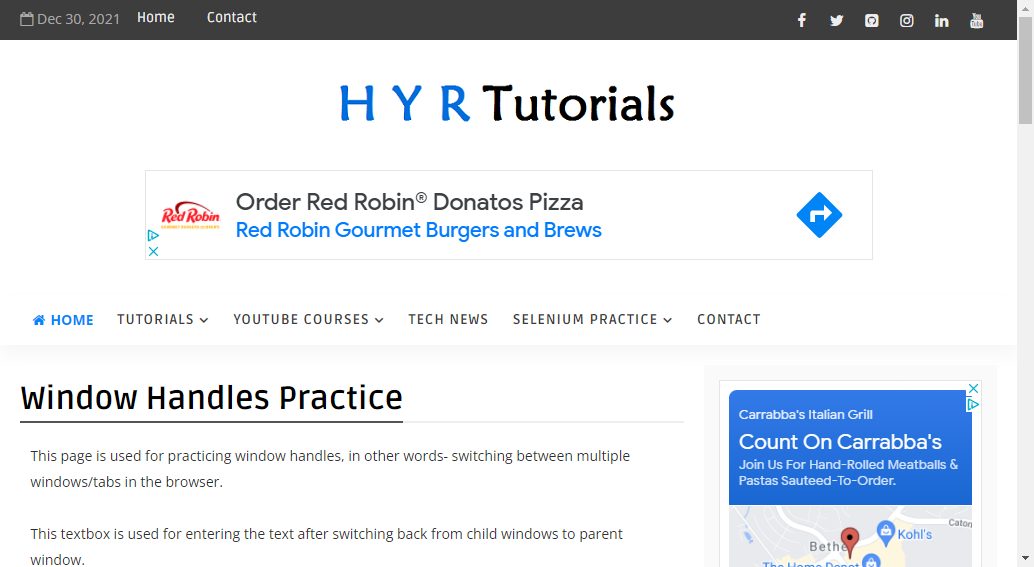 Dec 30, 2021 Home Contact
H Y R Tutorials
Order Red Robin® Donatos Pizza
Red Robin Gourmet Burgers and Brews
Red Robin
GOURMET BURGERS AND BREWS
HOME TUTORIALS YOUTUBE COURSES TECH NEWS SELENIUM PRACTICE CONTACT
Window Handles Practice
This page is used for practicing window handles, in other words- switching between multiple
windows/tabs in the browser.
This textbox is used for entering the text after switching back from child windows to parent
window.
Carrabba's Italian Grill
Count On Carrabba's
Join Us For Hand-Rolled Meatballs &
Pastas Sauteed-To-Order.
Caton
Kohl's
Bethe
The Home Depot